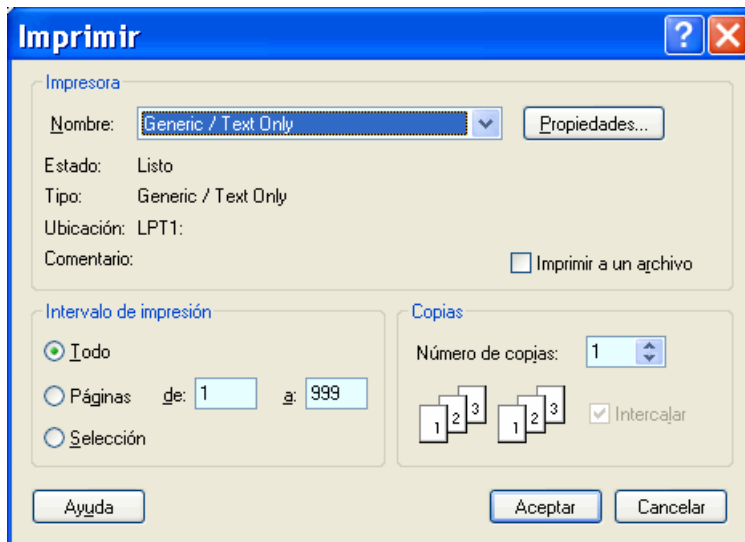 Imprimir
Impresora
Nombre: Generic / Text Only Propiedades...
Estado: Listo
Tipo: Generic / Text Only
Ubicación: LPT1:
Comentario: Imprimir a un archivo
Intervalo de impresión
Todo
Páginas de: 1 a: 999
Selección
Copias
Número de copias: 1
1 2 3 1 2 3 Intercalar
Ayuda Aceptar Cancelar